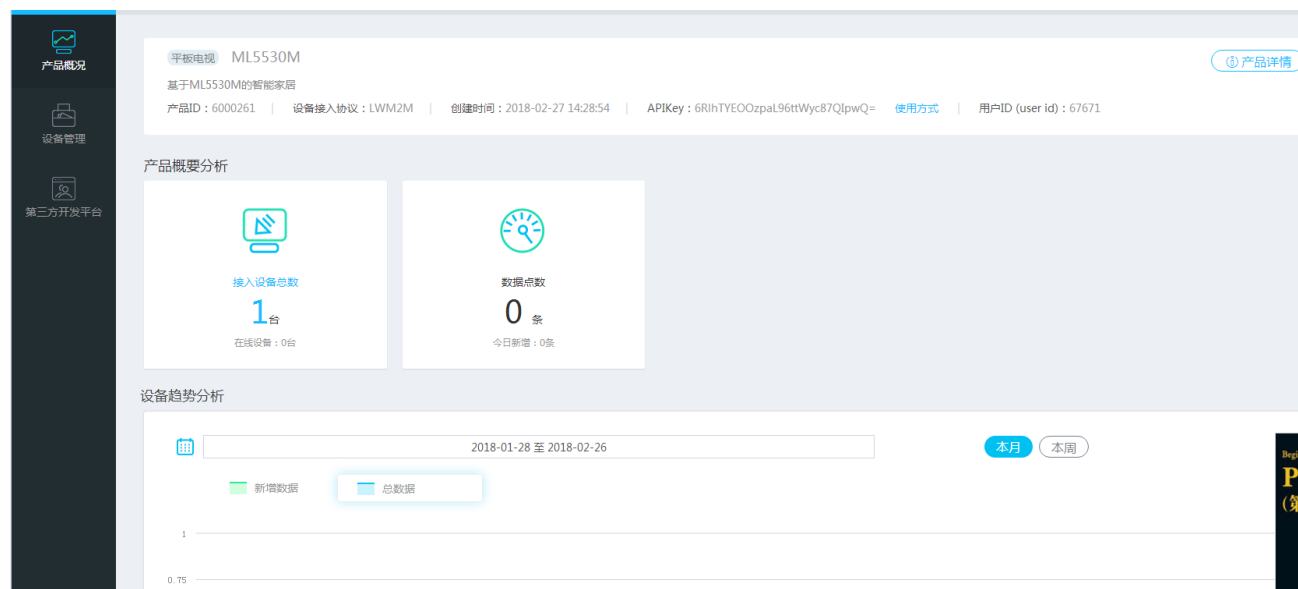 产品概况
设备管理
第三方开发平台
平板电视 ML5530M
产品详情
基于ML5530M的智能家居
产品ID：6000261 | 设备接入协议：LWM2M | 创建时间：2018-02-27 14:28:54 | APIKey：6RlhTYEOOzpaL96ttWyc87QIpwQ= 使用方式 | 用户ID (user id)：67671
产品概要分析
接入设备总数
1台
在线设备：0台
数据点数
0 条
今日新增：0条
设备趋势分析
2018-01-28 至 2018-02-26
本月 本周
新增数据 总数据
1
0.75
Begi
P
(第